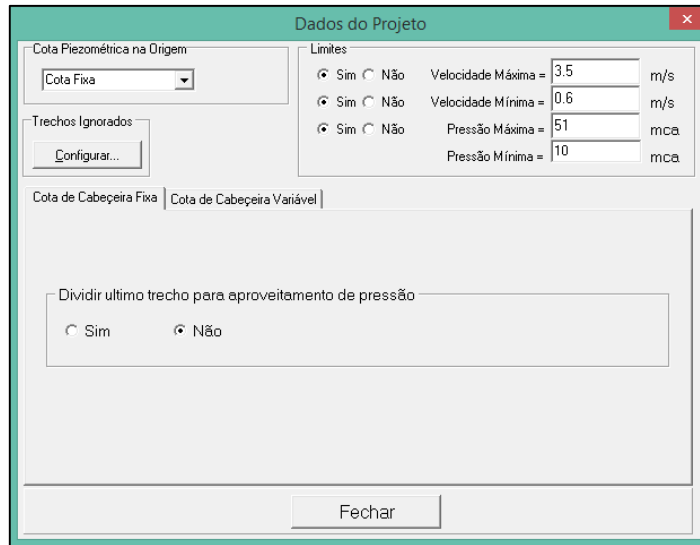 Dados do Projeto
Cota Piezométrica na Origem
Cota Fixa
Trechos Ignorados
Configurar...
Limites
Sim Não Velocidade Máxima = 3.5 m/s
Sim Não Velocidade Mínima = 0.6 m/s
Sim Não Pressão Máxima = 51 mca
Pressão Mínima = 10 mca
Cota de Cabeçeira Fixa Cota de Cabeçeira Variável
Dividir ultimo trecho para aproveitamento de pressão
Sim Não
Fechar